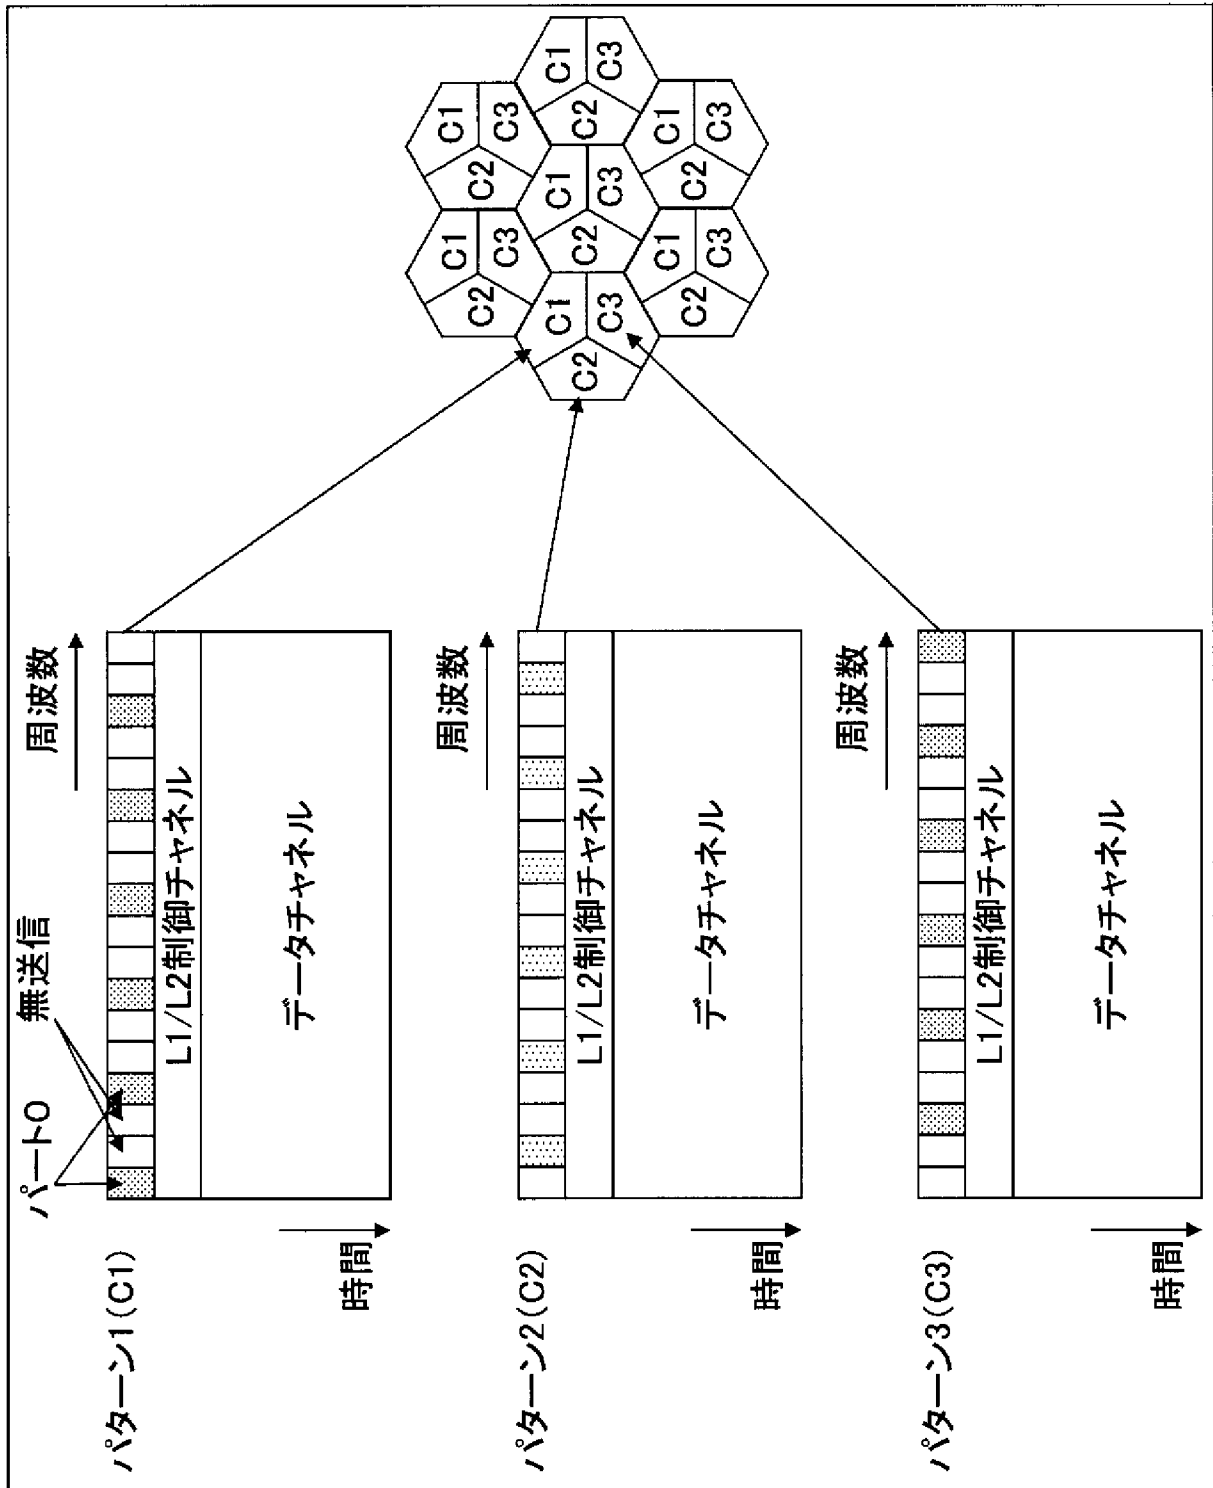 パターン1(C1)
パート0
無送信
周波数
時間
L1/L2制御チャネル
データチャネル
パターン2(C2)
周波数
時間
L1/L2制御チャネル
データチャネル
パターン3(C3)
周波数
時間
L1/L2制御チャネル
データチャネル
C1
C2
C3
C1
C2
C3
C1
C2
C3
C1
C2
C3
C1
C2
C3
C1
C2
C3
C1
C2
C3